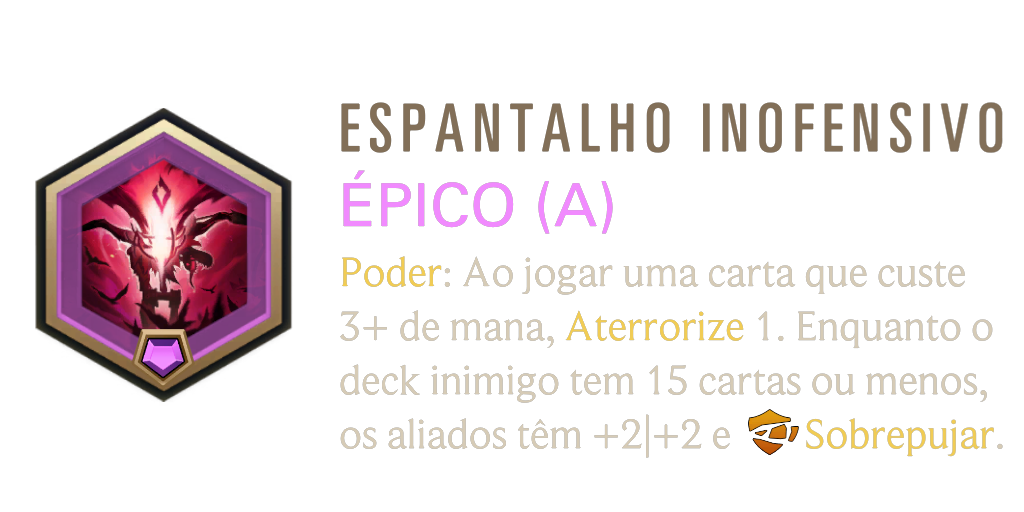 ESPANTALHO INOFENSIVO
ÉPICO (A)
Poder: Ao jogar uma carta que custe
3+ de mana, Aterrorize 1. Enquanto o
deck inimigo tem 15 cartas ou menos,
os aliados têm +2|+2 e Sobrepujar.